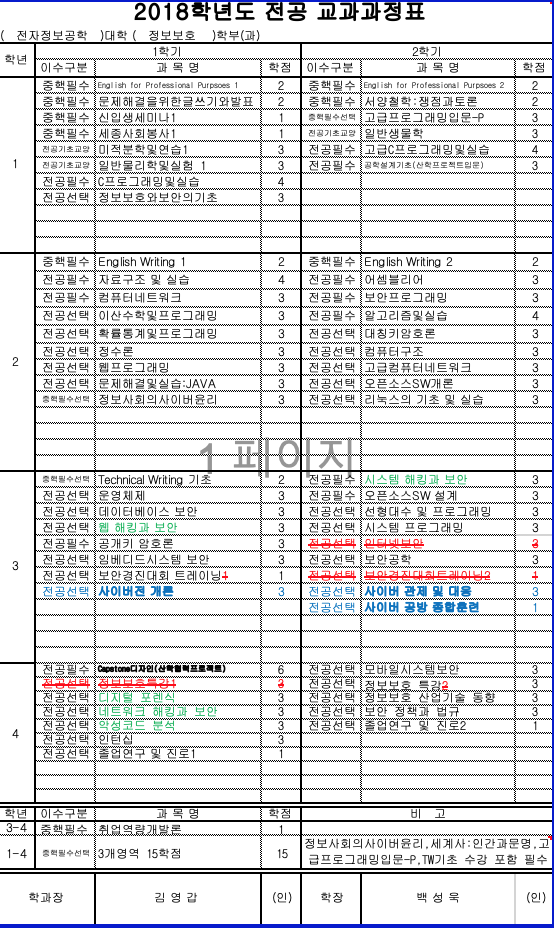 2018학년도 전공 교과과정표
( 전자정보공학 )대학 ( 정보보호 )학부(과)
학년 1학기 2학기
이수구분 과 목 명 학점 이수구분 과 목 명 학점
1
중핵필수 English for Professional Purpsoes 1 2 중핵필수 English for Professional Purpsoes 2 2
중핵필수 문제해결을위한글쓰기와발표 2 중핵필수 서양철학:쟁점과토론 2
중핵필수 신입생세미나1 1 중핵필수선택 고급프로그래밍입문-P 3
중핵필수 세종사회봉사1 1 전공기초교양 일반생물학 3
전공기초교양 미적분학및연습1 3 전공필수 고급C프로그래밍및실습 4
전공기초교양 일반물리학및실험 1 3 전공필수 공학설계기초(산학프로젝트입문) 3
전공필수 C프로그래밍및실습 4
전공선택 정보보호와보안의기초 3
2
중핵필수 English Writing 1 2 중핵필수 English Writing 2 2
전공필수 자료구조 및 실습 4 전공필수 어셈블리어 3
전공필수 컴퓨터네트워크 3 전공필수 보안프로그래밍 3
전공선택 이산수학및프로그래밍 3 전공필수 알고리즘및실습 4
전공선택 확률통계및프로그래밍 3 전공선택 대칭키암호론 3
전공선택 정수론 3 전공선택 컴퓨터구조 3
전공선택 웹프로그래밍 3 전공선택 고급컴퓨터네트워크 3
전공선택 문제해결및실습:JAVA 3 전공선택 오픈소스SW개론 3
중핵필수선택 정보사회의사이버윤리 3 전공선택 리눅스의 기초 및 실습 3
1 페이지
3
중핵필수선택 Technical Writing 기초 2 전공필수 시스템 해킹과 보안 3
전공선택 운영체제 3 전공필수 오픈소스SW 설계 3
전공선택 데이터베이스 보안 3 전공선택 선형대수 및 프로그래밍 3
전공선택 웹 해킹과 보안 3 전공선택 시스템 프로그래밍 3
전공필수 공개키 암호론 3 전공선택 인터넷보안 3
전공선택 임베디드시스템 보안 3 전공선택 보안공학 3
전공선택 보안경진대회 트레이닝1 1 전공선택 보안경진대회트레이닝2 1
전공선택 사이버전 개론 3 전공선택 사이버 관제 및 대응 3
전공선택 사이버 공방 종합훈련 1
4
전공필수 Capstone디자인(산학협력프로젝트) 6 전공선택 모바일시스템보안 3
전공선택 정보보호특강1 3 전공선택 정보보호 특강2 3
전공선택 디지털 포렌식 3 전공선택 정보보호 산업기술 동향 3
전공선택 네트워크 해킹과 보안 3 전공선택 보안 정책과 법규 3
전공선택 악성코드 분석 3 전공선택 졸업연구 및 진로2 1
전공선택 인턴십 3
전공선택 졸업연구 및 진로1 1
학년 이수구분 과 목 명 학점 비 고
3-4 중핵필수 취업역량개발론 1
1-4 중핵필수선택 3개영역 15학점 15 정보사회의사이버윤리,세계사:인간과문명,고
급프로그래밍입문-P,TW기초 수강 포함 필수
학과장 김 영 갑 (인) 학장 백 성 욱 (인)